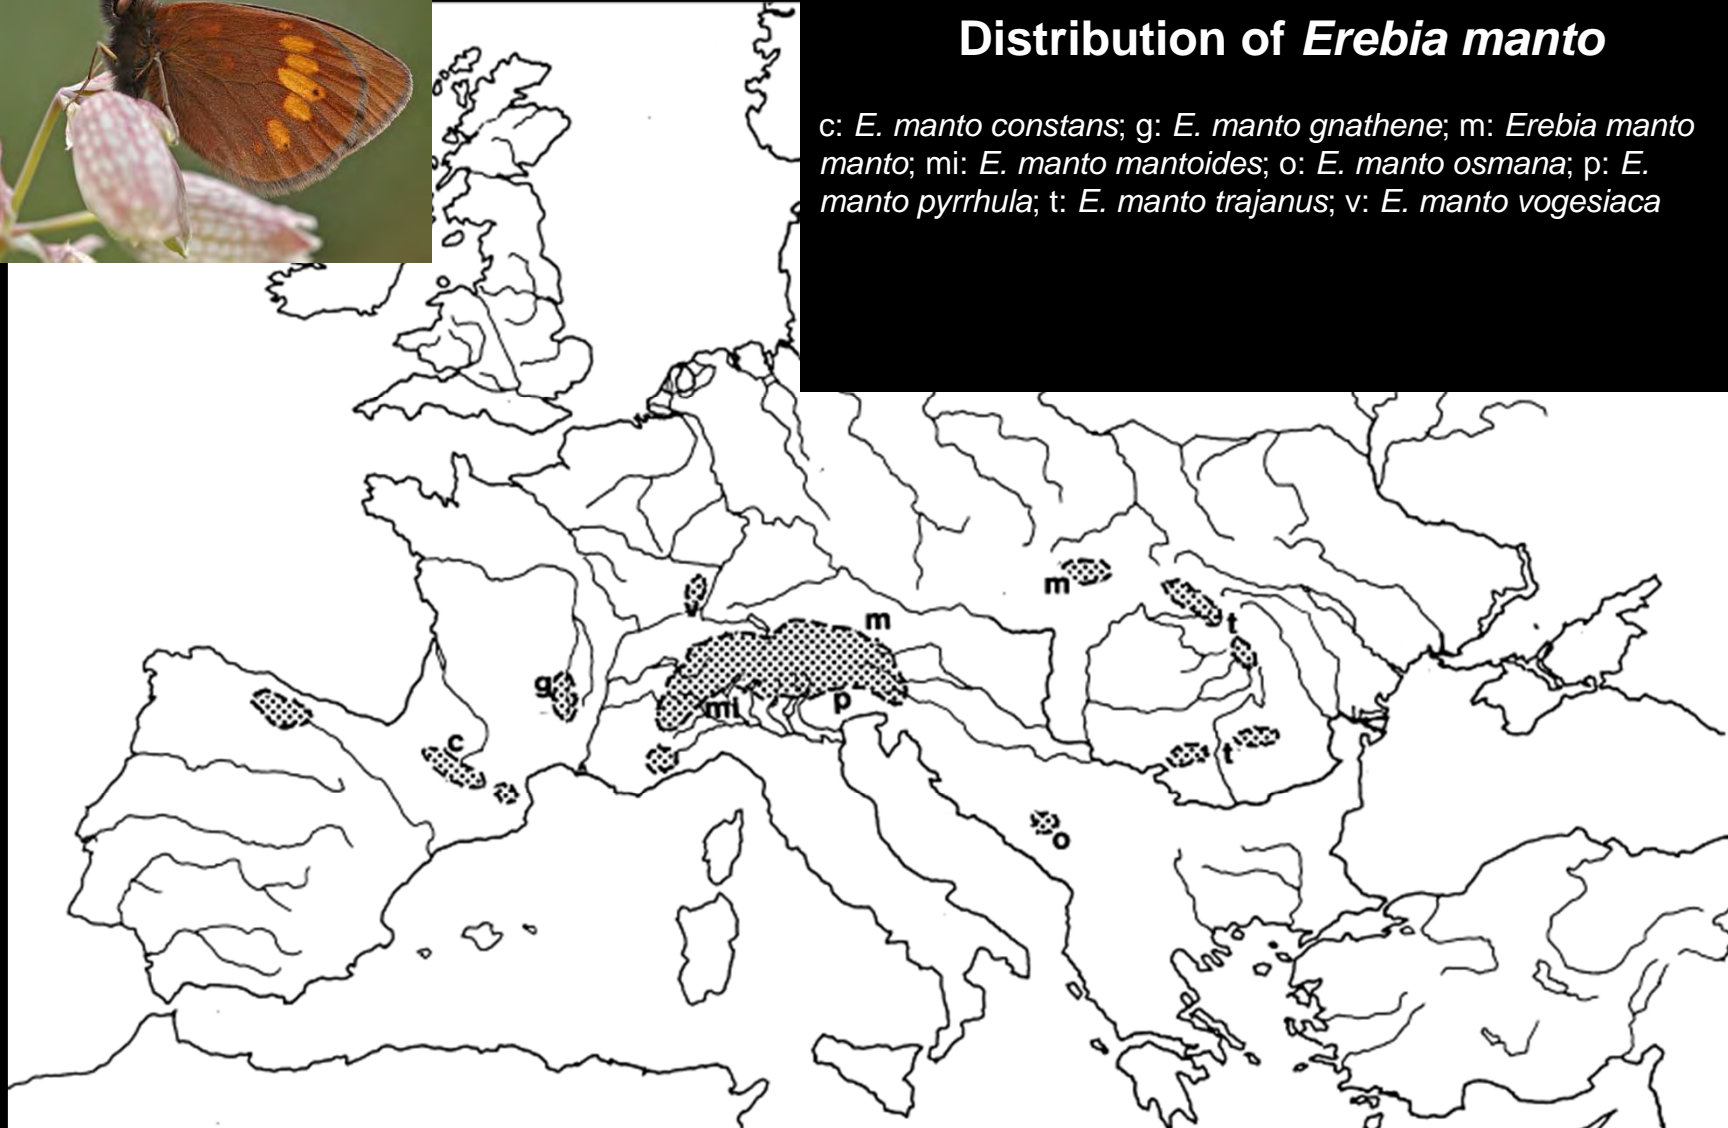 Distribution of Erebia manto
c: E. manto constans; g: E. manto gnathene; m: Erebia manto
manto; mi: E. manto mantoides; o: E. manto osmana; p: E.
manto pyrrhula; t: E. manto trajanus; v: E. manto vogesiaca
m
v
m
t
g
mi
p
c
t
o